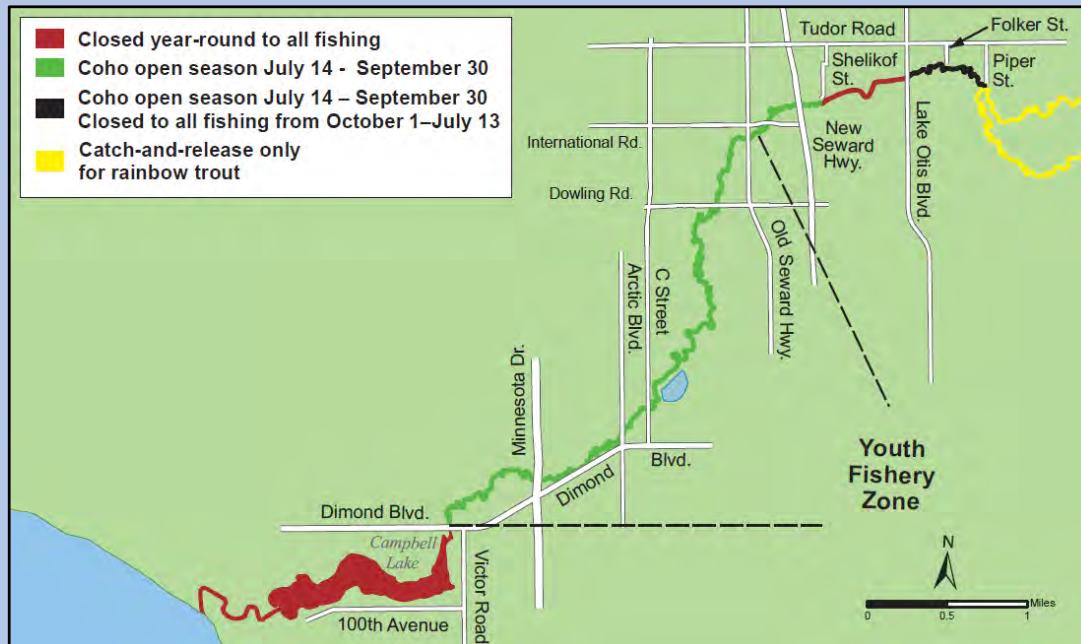 Closed year-round to all fishing
Coho open season July 14 - September 30
Coho open season July 14 – September 30
Closed to all fishing from October 1–July 13
Catch-and-release only
for rainbow trout
Tudor Road
Folker St.
Shelikof
St.
Piper
St.
International Rd.
New
Seward
Hwy.
Lake Otis Blvd.
Dowling Rd.
Old Seward Hwy.
Arctic Blvd.
C Street
Minnesota Dr.
Youth
Fishery
Zone
Dimond
Blvd.
Dimond Blvd.
Campbell
Lake
Victor Road
100th Avenue
N
0
0.5
1
Miles